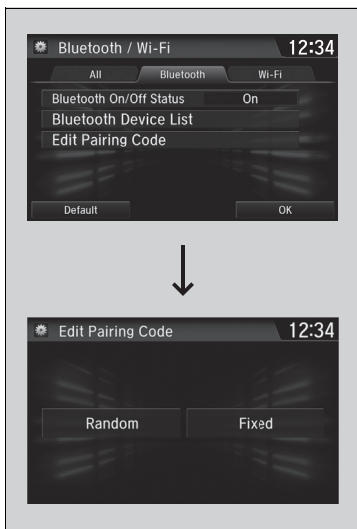 Bluetooth / Wi-Fi 12:34
All Bluetooth Wi-Fi
Bluetooth On/Off Status On
Bluetooth Device List
Edit Pairing Code
Default OK
Edit Pairing Code 12:34
Random Fixed